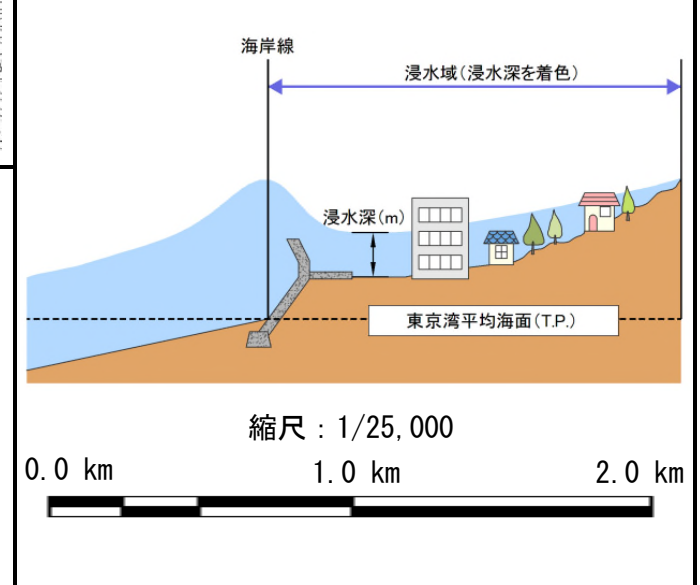 海岸線
浸水域(浸水深を着色)
浸水深(m)
東京湾平均海面(T.P.)
縮尺：1/25,000
0.0 km 1.0 km 2.0 km